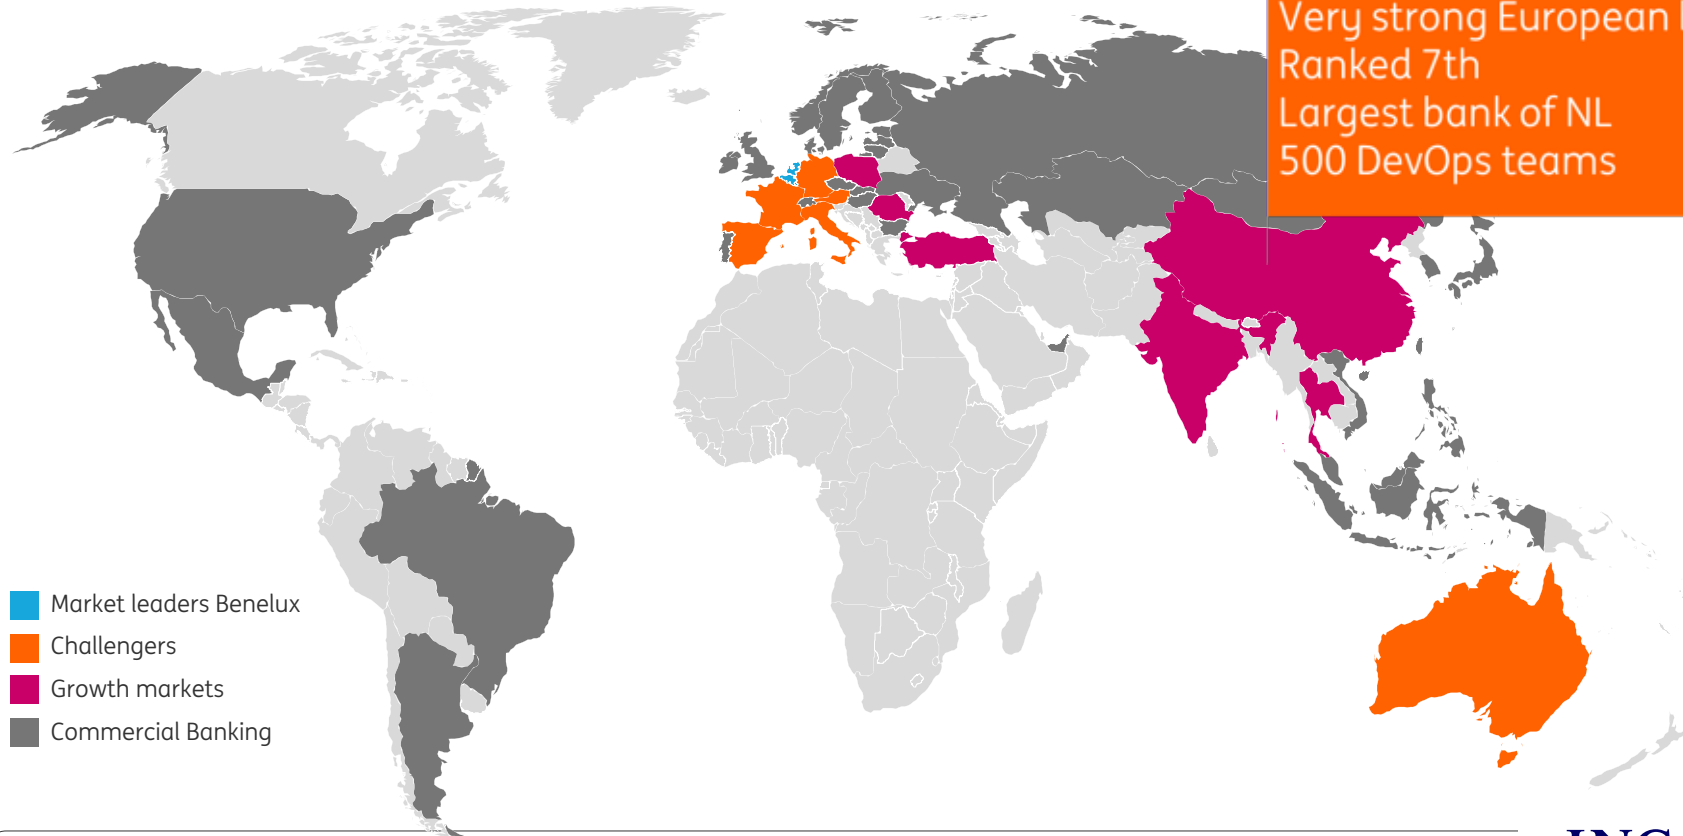 Very strong European
Ranked 7th
Largest bank of NL
500 DevOps teams
Market leaders Benelux
Challengers
Growth markets
Commercial Banking